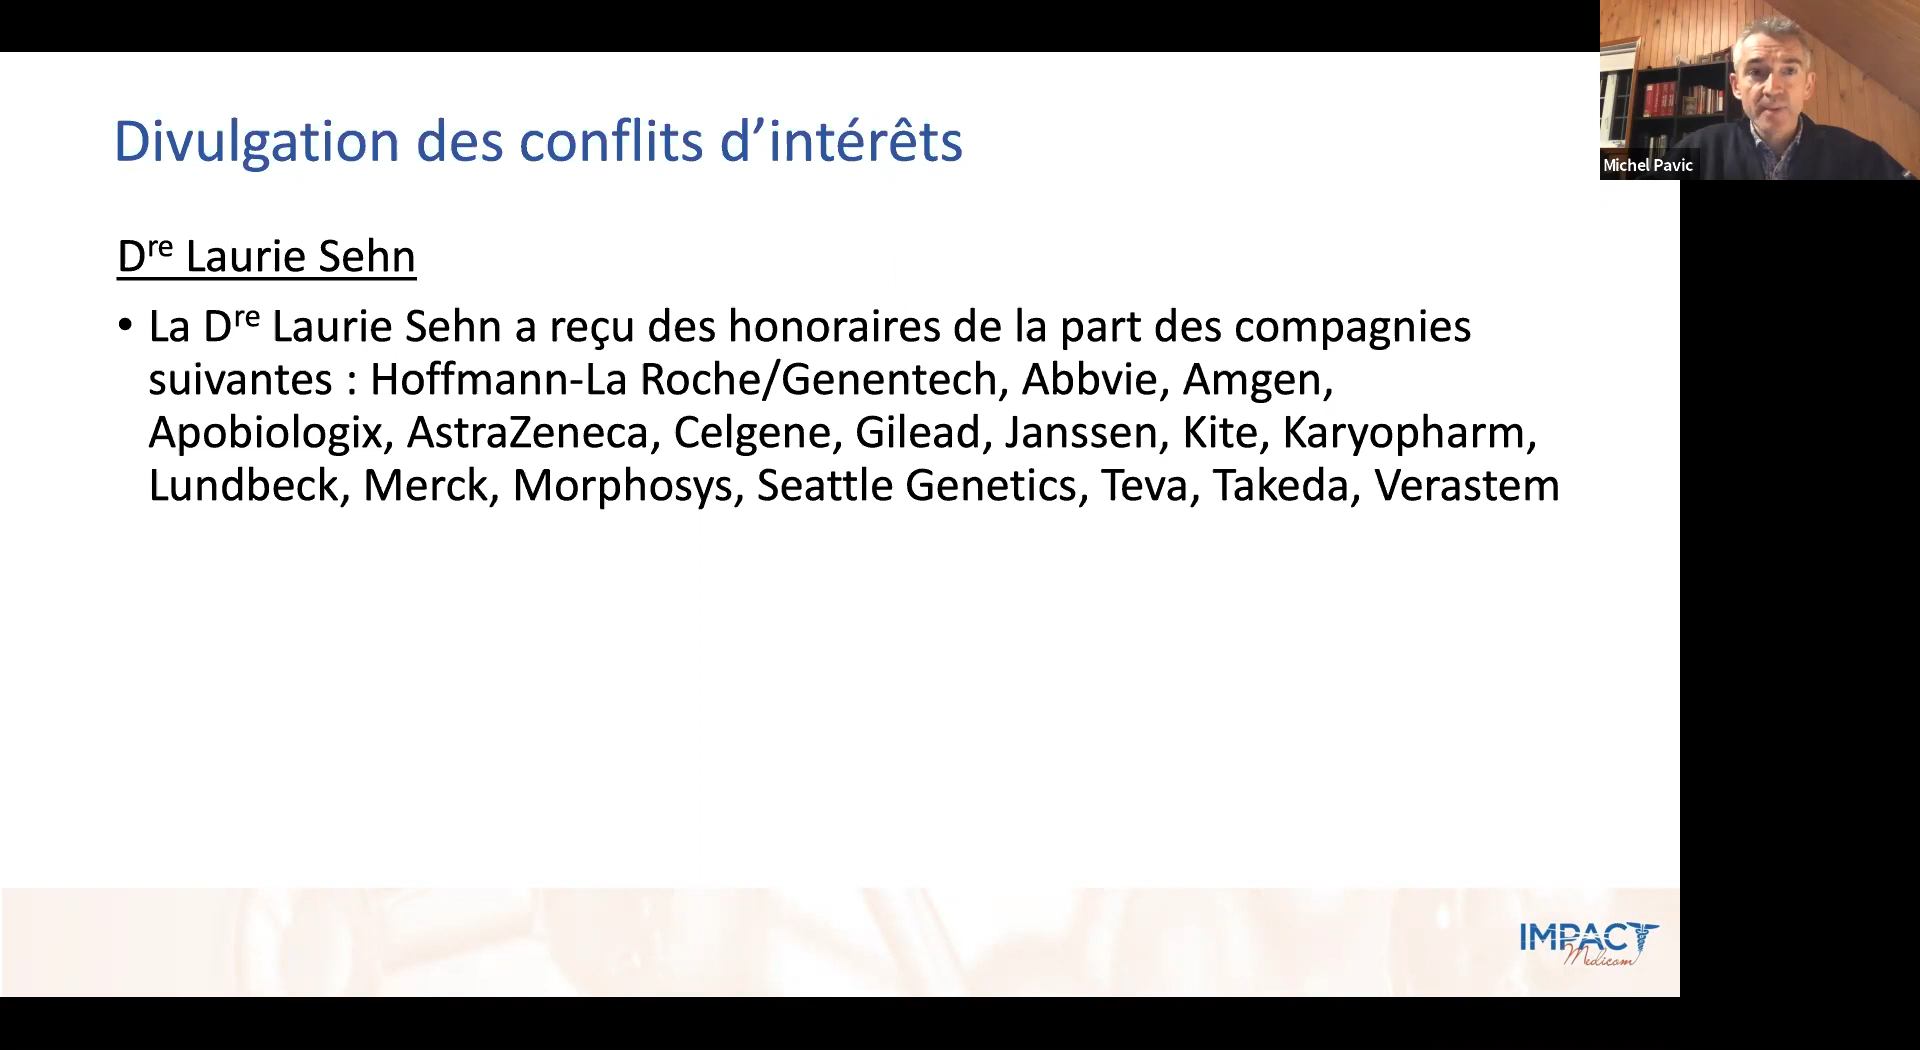 Divulgation des conflits d’intérêts
Dre Laurie Sehn
• La Dre Laurie Sehn a reçu des honoraires de la part des compagnies
suivantes : Hoffmann-La Roche/Genentech, Abbvie, Amgen,
Apobiologix, AstraZeneca, Celgene, Gilead, Janssen, Kite, Karyopharm,
Lundbeck, Merck, Morphosys, Seattle Genetics, Teva, Takeda, Verastem
Michel Pavic
IMPACT
Medicom